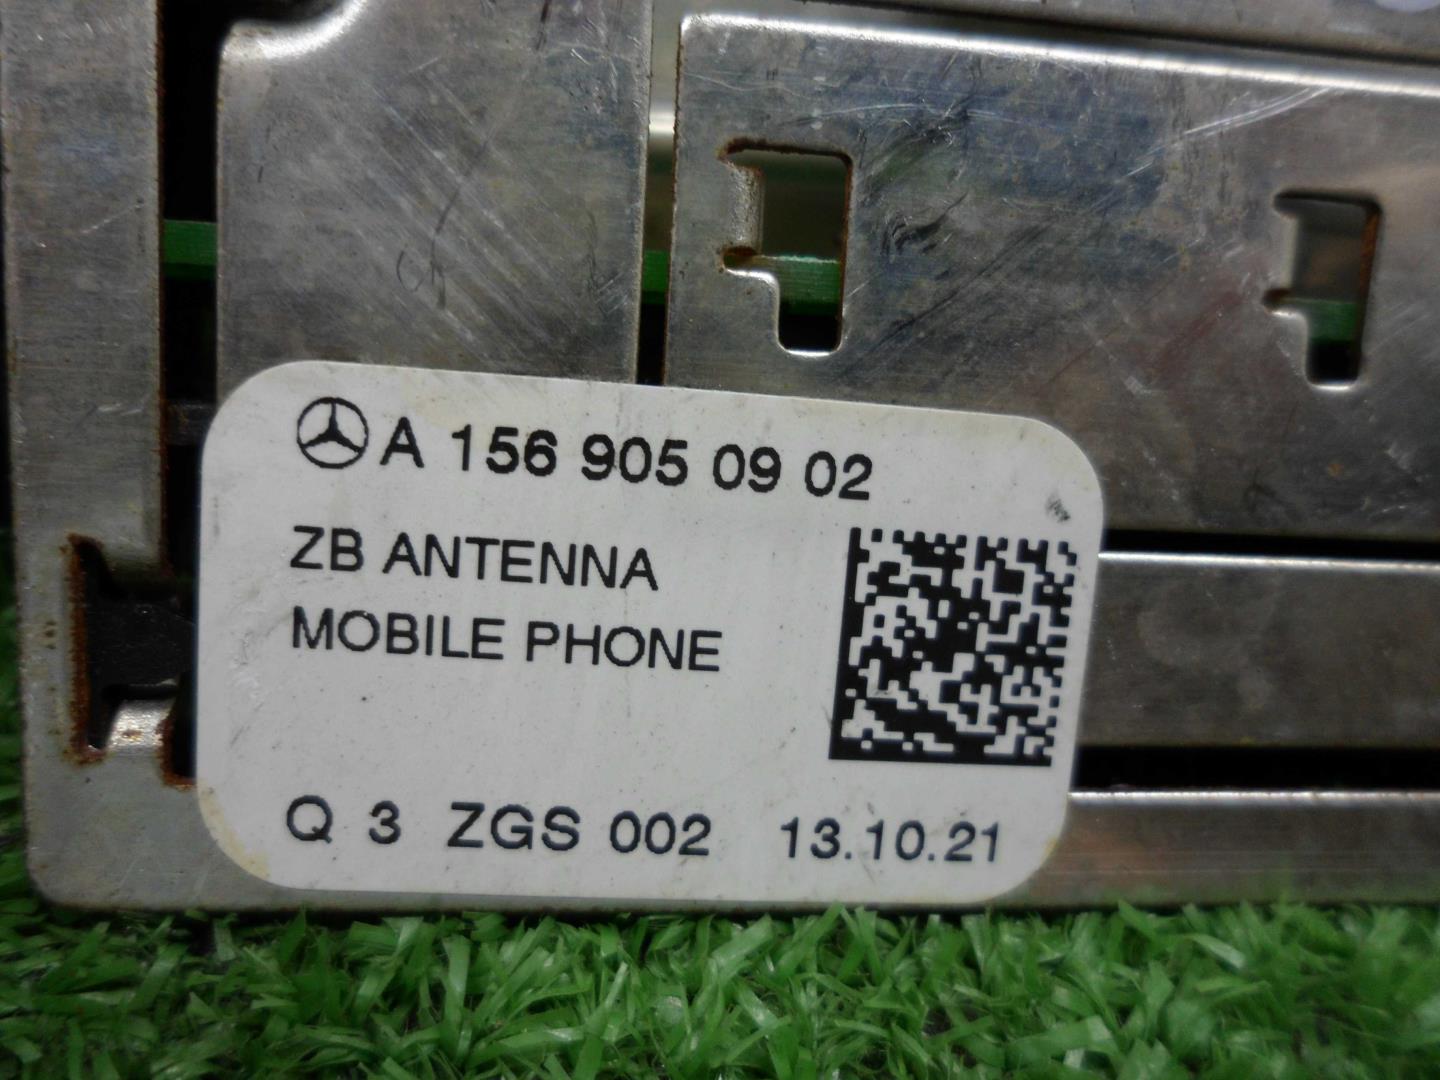 A 156 905 09 02
ZB ANTENNA
MOBILE PHONE
Q 3 ZGS 002 13.10.21